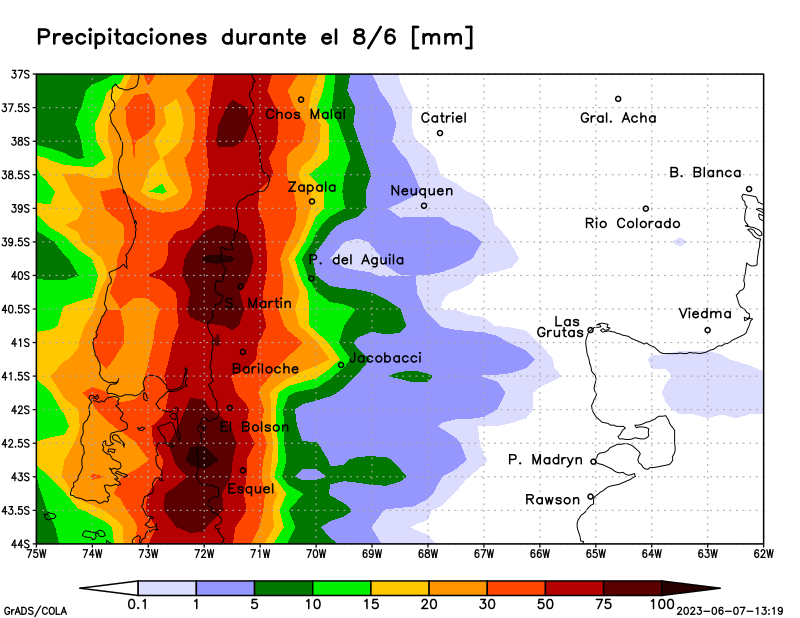 Precipitaciones durante el 8/6 [mm]
37S
37.5S
Chos Malal
Catriel
Gral. Acha
38S
38.5S
B. Blanca
Zapala
Neuquen
39S
Rio Colorado
39.5S
P. del Aguila
40S
S. Martin
40.5S
Viedma
Las
Grutas
41S
Jacobacci
Bariloche
41.5S
42S
El Bolson
42.5S
P. Madryn
43S
Esquel
Rawson
43.5S
44S
75W 74W 73W 72W 71W 70W 69W 68W 67W 66W 65W 64W 63W 62W
0.1 1 5 10 15 20 30 50 75 100
GrADS/COLA
2023-06-07-13:19